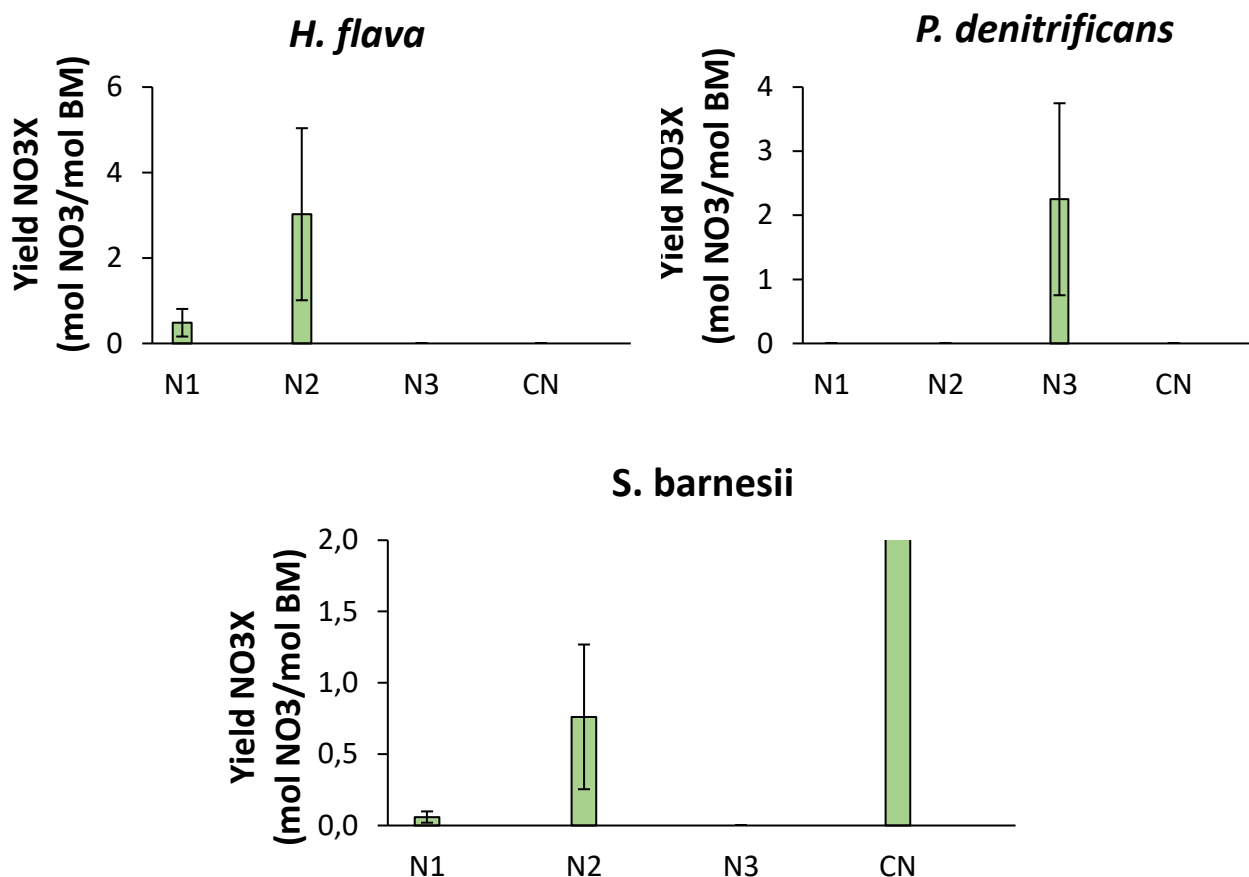 H. flava
Yield NO3X
(mol NO3/mol BM)
6
4
2
0
N1 N2 N3 CN
P. denitrificans
Yield NO3X
(mol NO3/mol BM)
4
3
2
1
0
N1 N2 N3 CN
S. barnesii
Yield NO3X
(mol NO3/mol BM)
2,0
1,5
1,0
0,5
0,0
N1 N2 N3 CN